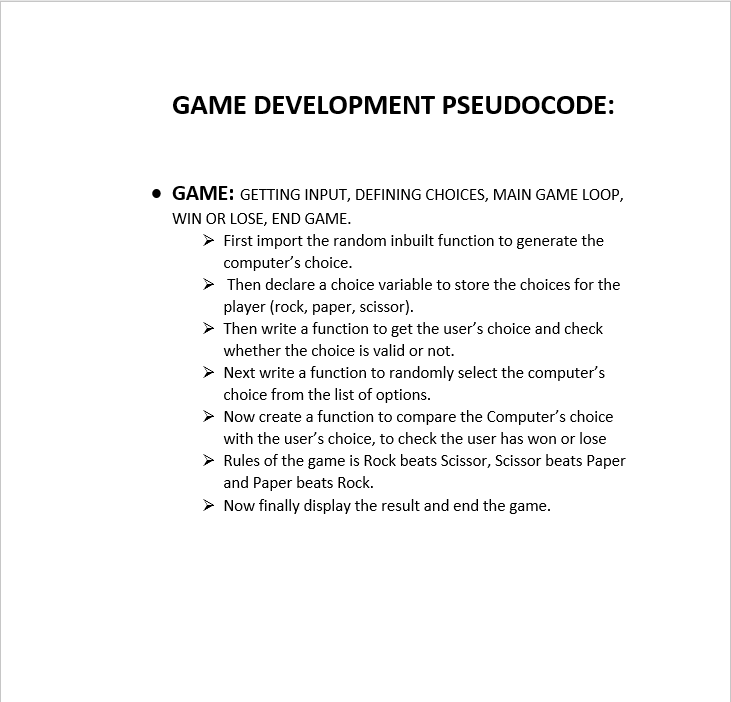 GAME DEVELOPMENT PSEUDOCODE:
● GAME: GETTING INPUT, DEFINING CHOICES, MAIN GAME LOOP,
WIN OR LOSE, END GAME.
➢ First import the random inbuilt function to generate the
computer’s choice.
➢ Then declare a choice variable to store the choices for the
player (rock, paper, scissor).
➢ Then write a function to get the user’s choice and check
whether the choice is valid or not.
➢ Next write a function to randomly select the computer’s
choice from the list of options.
➢ Now create a function to compare the Computer’s choice
with the user’s choice, to check the user has won or lose
➢ Rules of the game is Rock beats Scissor, Scissor beats Paper
and Paper beats Rock.
➢ Now finally display the result and end the game.